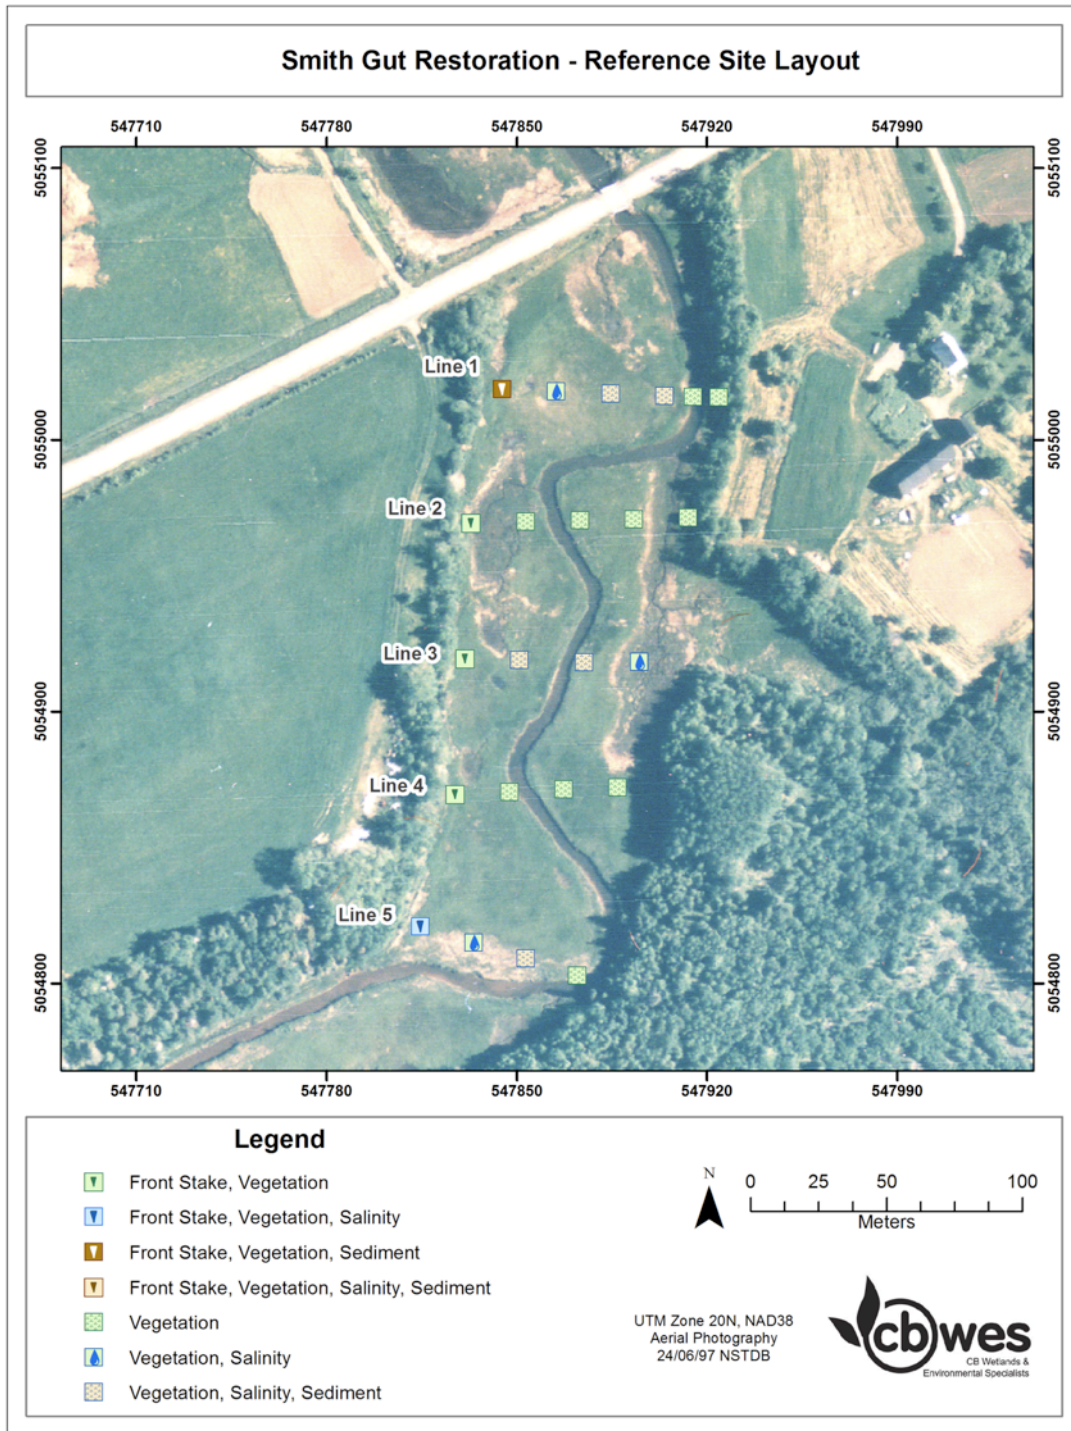 Smith Gut Restoration - Reference Site Layout
547710 547780 547850 547920 547990
5055100 5055100
Line 1
5055000 5055000
Line 2
Line 3
5054900 5054900
Line 4
Line 5
5054800 5054800
547710 547780 547850 547920 547990
Legend
Front Stake, Vegetation
Front Stake, Vegetation, Salinity
Front Stake, Vegetation, Sediment
Front Stake, Vegetation, Salinity, Sediment
Vegetation
Vegetation, Salinity
Vegetation, Salinity, Sediment
N
0 25 50 100
Meters
UTM Zone 20N, NAD38
Aerial Photography
24/06/97 NSTDB
cbwes
CB Wetlands &
Environmental Specialists